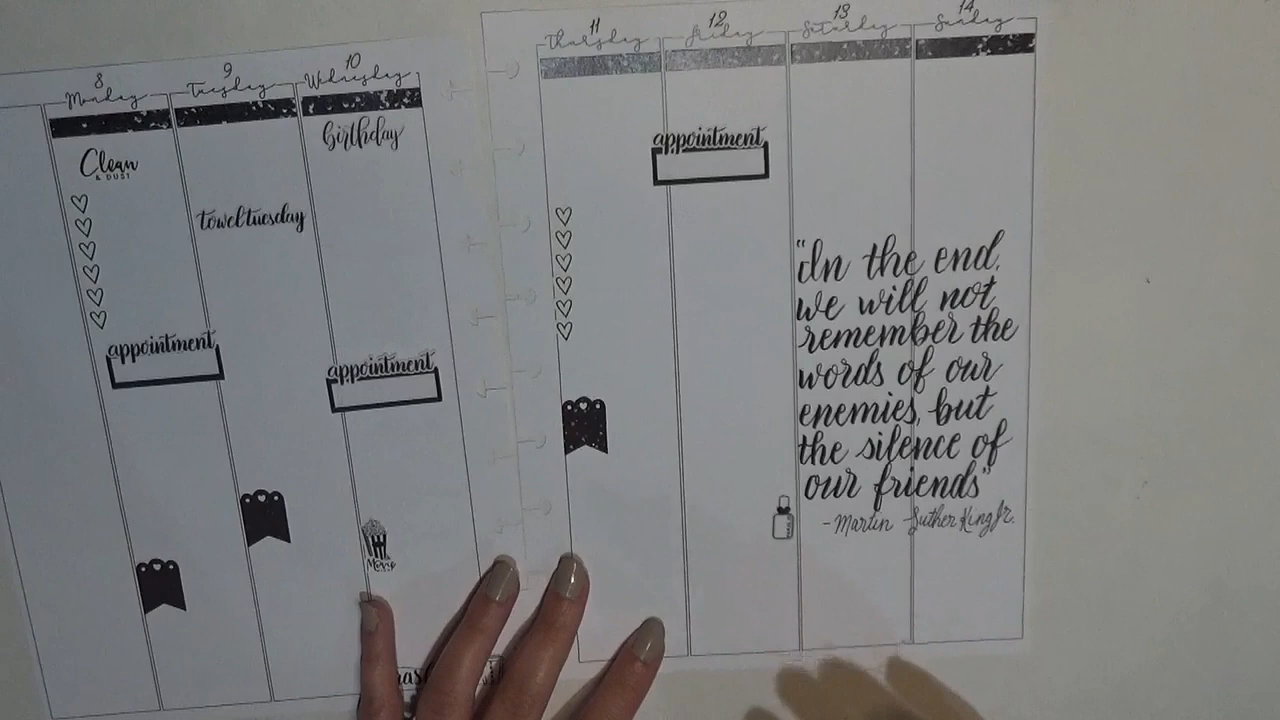 8
Monday
9
Tuesday
10
Wednesday
Clean
& DUST
towel tuesday
birthday
appointment
appointment
Movie
11
Thursday
12
Friday
13
Saturday
14
Sunday
appointment
"In the end,
we will not
remember the
words of our
enemies, but
the silence of
our friends"
-Martin Luther King Jr.